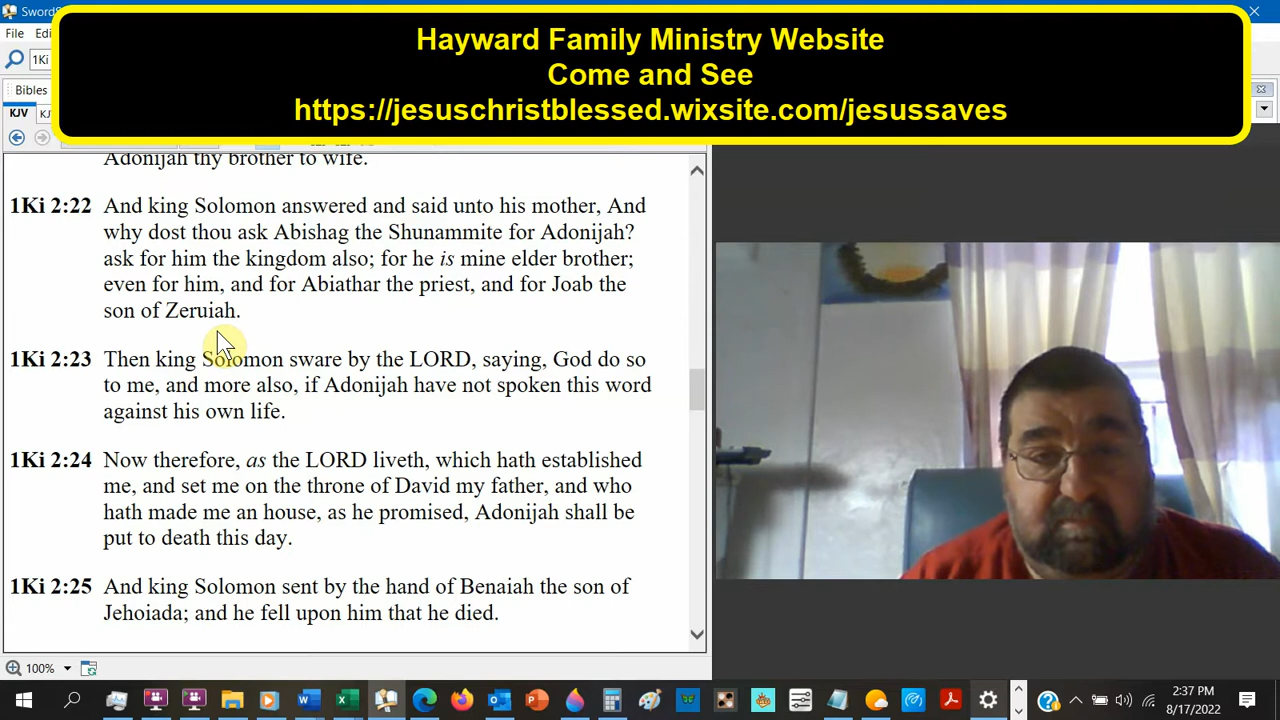 SwordS
Hayward Family Ministry Website
Come and See
https://jesuschristblessed.wixsite.com/jesussaves
File
1Ki
Bibles
KJV
Adonijah thy brother to wife.
1Ki 2:22 And king Solomon answered and said unto his mother, And
why dost thou ask Abishag the Shunammite for Adonijah?
ask for him the kingdom also; for he is mine elder brother;
even for him, and for Abiathar the priest, and for Joab the
son of Zeruiah.
1Ki 2:23 Then king Solomon sware by the LORD, saying, God do so
to me, and more also, if Adonijah have not spoken this word
against his own life.
1Ki 2:24 Now therefore, as the LORD liveth, which hath established
me, and set me on the throne of David my father, and who
hath made me an house, as he promised, Adonijah shall be
put to death this day.
1Ki 2:25 And king Solomon sent by the hand of Benaiah the son of
Jehoiada; and he fell upon him that he died.
100%
2:37 PM
8/17/2022